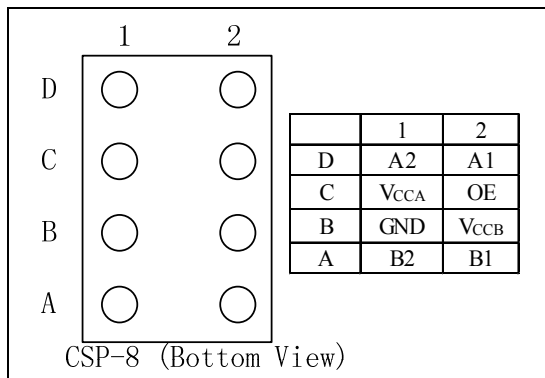 1 2
D
C
B
A
1 2
D A2 A1
C VCCA OE
B GND VCCB
A B2 B1
CSP-8 (Bottom View)